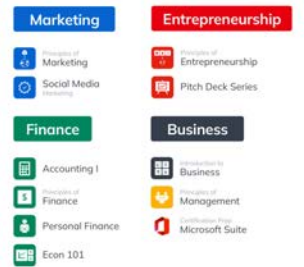 Marketing
Principles of
Marketing
Social Media
Marketing
Entrepreneurship
Principles of
Entrepreneurship
Pitch Deck Series
Finance
Accounting I
Principles of
Finance
Personal Finance
Econ 101
Business
Introduction to
Business
Principles of
Management
Certification Prep
Microsoft Suite